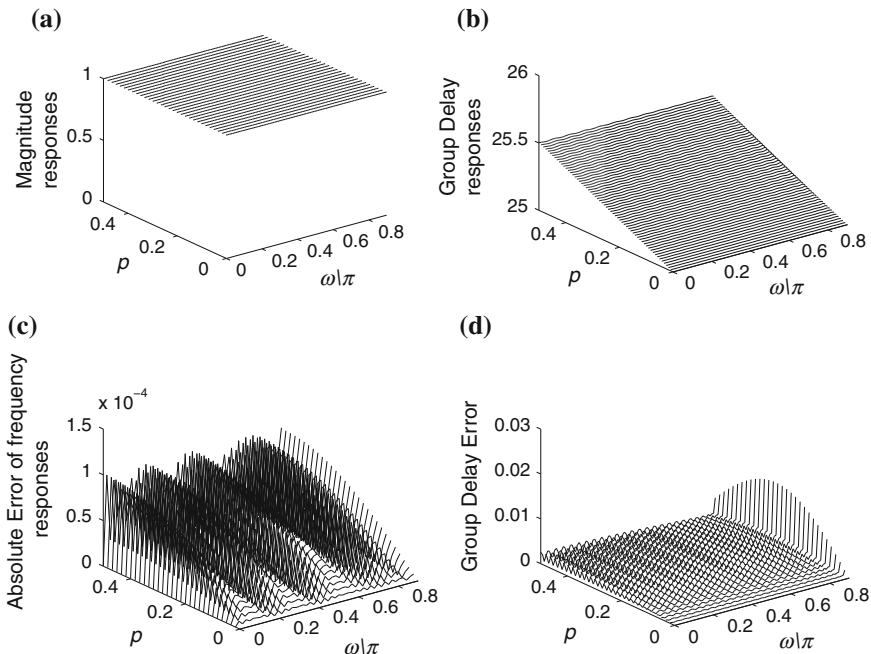 (a)
Magnitude
responses
1
0.5
0
0.4
0.2
0
p
0
0.2
0.4
0.6
0.8
ω\π
(b)
Group Delay
responses
26
25.5
25
0.4
0.2
0
p
0
0.2
0.4
0.6
0.8
ω\π
(c)
Absolute Error of frequency
responses
x 10⁻⁴
1.5
1
0.5
0
0.4
0.2
0
p
0
0.2
0.4
0.6
0.8
ω\π
(d)
Group Delay Error
0.03
0.02
0.01
0
0.4
0.2
0
p
0
0.2
0.4
0.6
0.8
ω\π